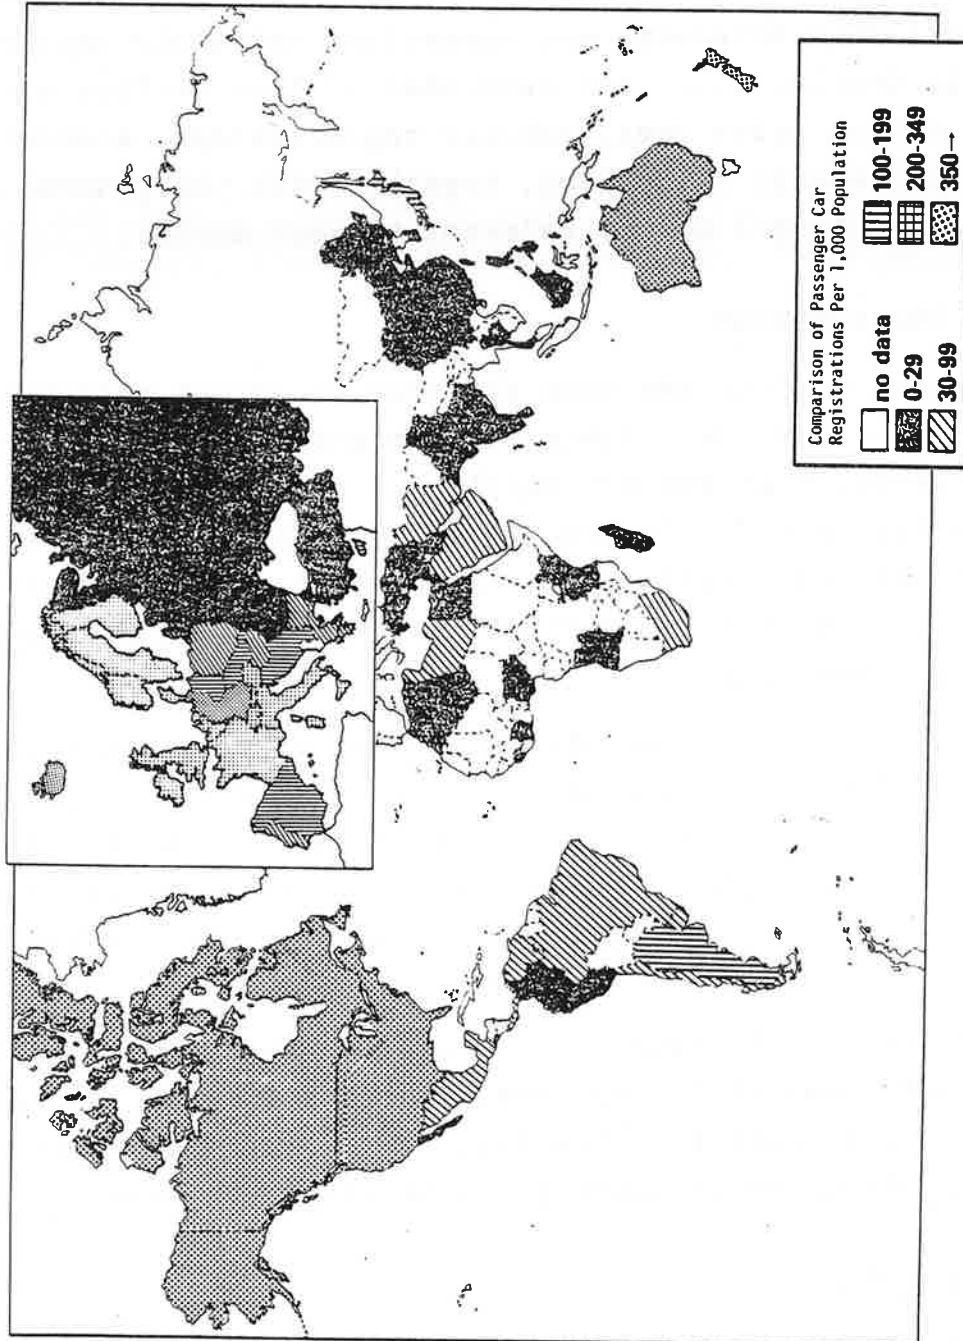 Comparison of Passenger Car
Registrations Per 1,000 Population
no data
0-29
30-99
100-199
200-349
350→